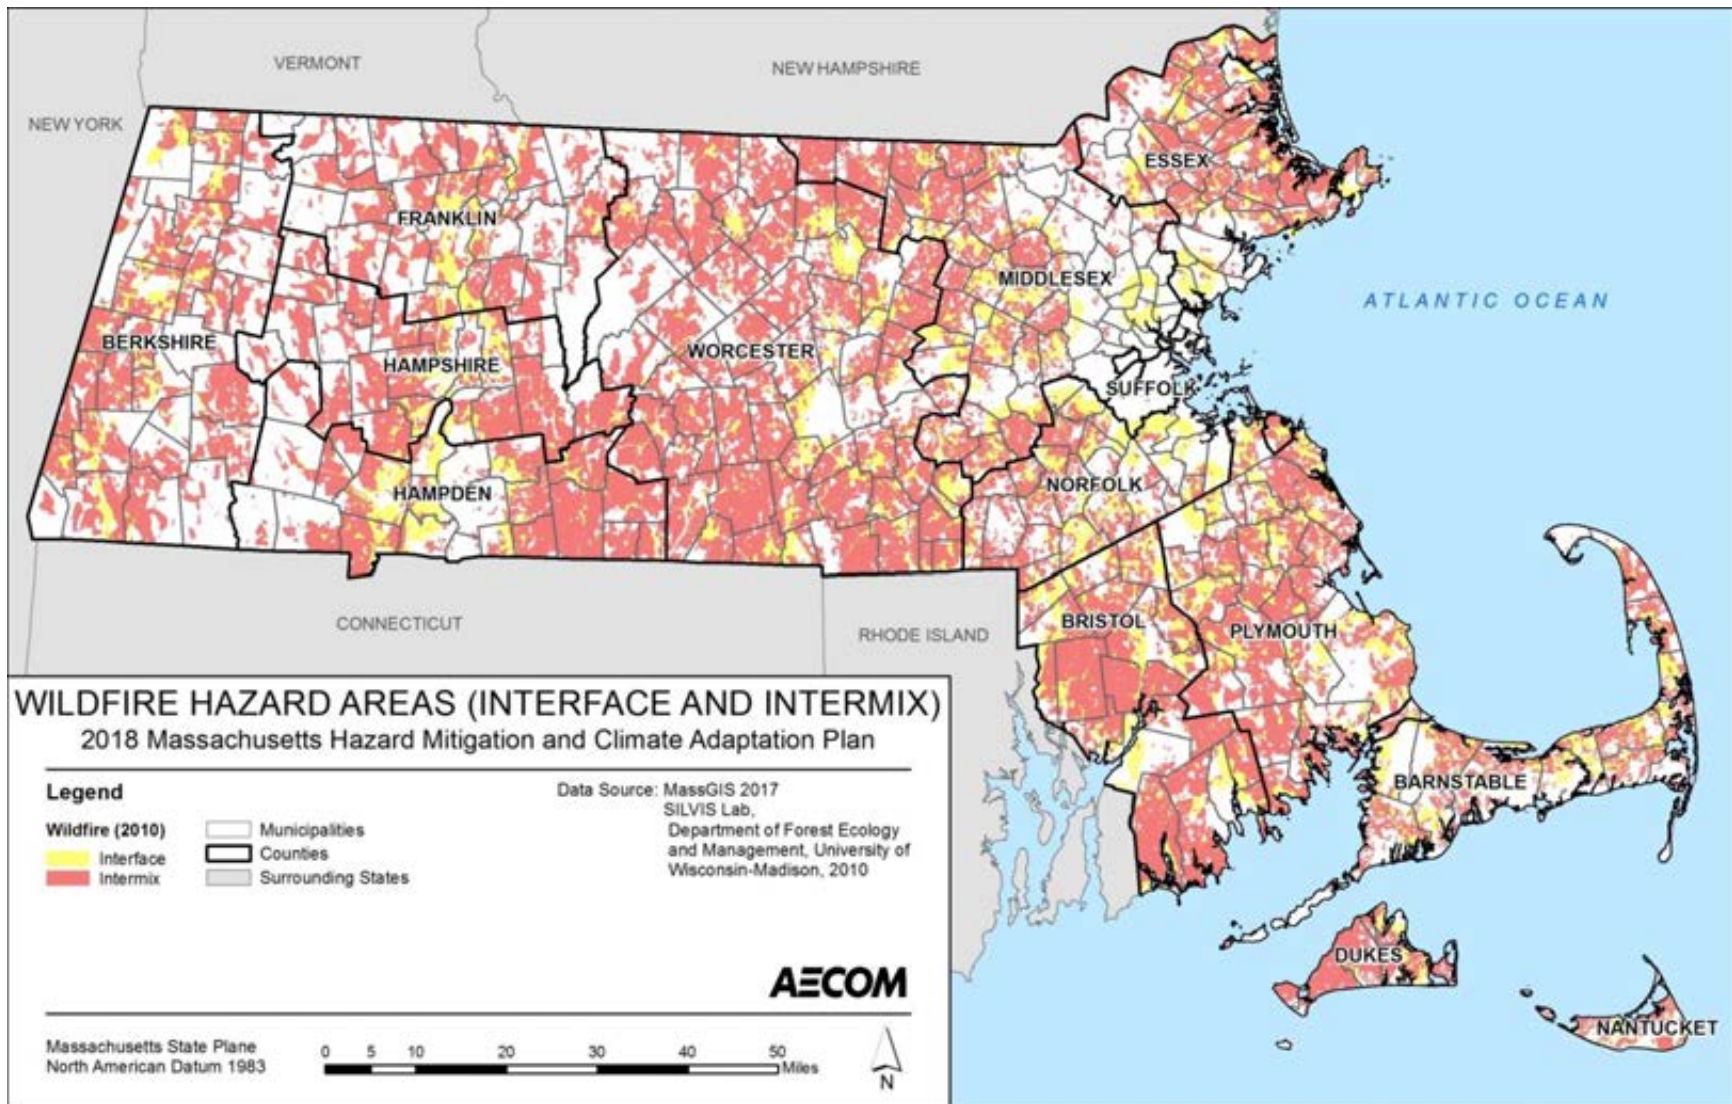 VERMONT
NEW HAMPSHIRE
NEW YORK
ESSEX
FRANKLIN
MIDDLESEX
ATLANTIC OCEAN
BERKSHIRE
HAMPSHIRE
WORCESTER
SUFFOLK
HAMPDEN
NORFOLK
CONNECTICUT
RHODE ISLAND
BRISTOL
PLYMOUTH
BARNSTABLE
DUKES
NANTUCKET
WILDFIRE HAZARD AREAS (INTERFACE AND INTERMIX)
2018 Massachusetts Hazard Mitigation and Climate Adaptation Plan
Legend
Wildfire (2010)
Interface
Intermix
Municipalities
Counties
Surrounding States
Data Source: MassGIS 2017
SILVIS Lab,
Department of Forest Ecology
and Management, University of
Wisconsin-Madison, 2010
AECOM
Massachusetts State Plane
North American Datum 1983
0 5 10 20 30 40 50
Miles
N